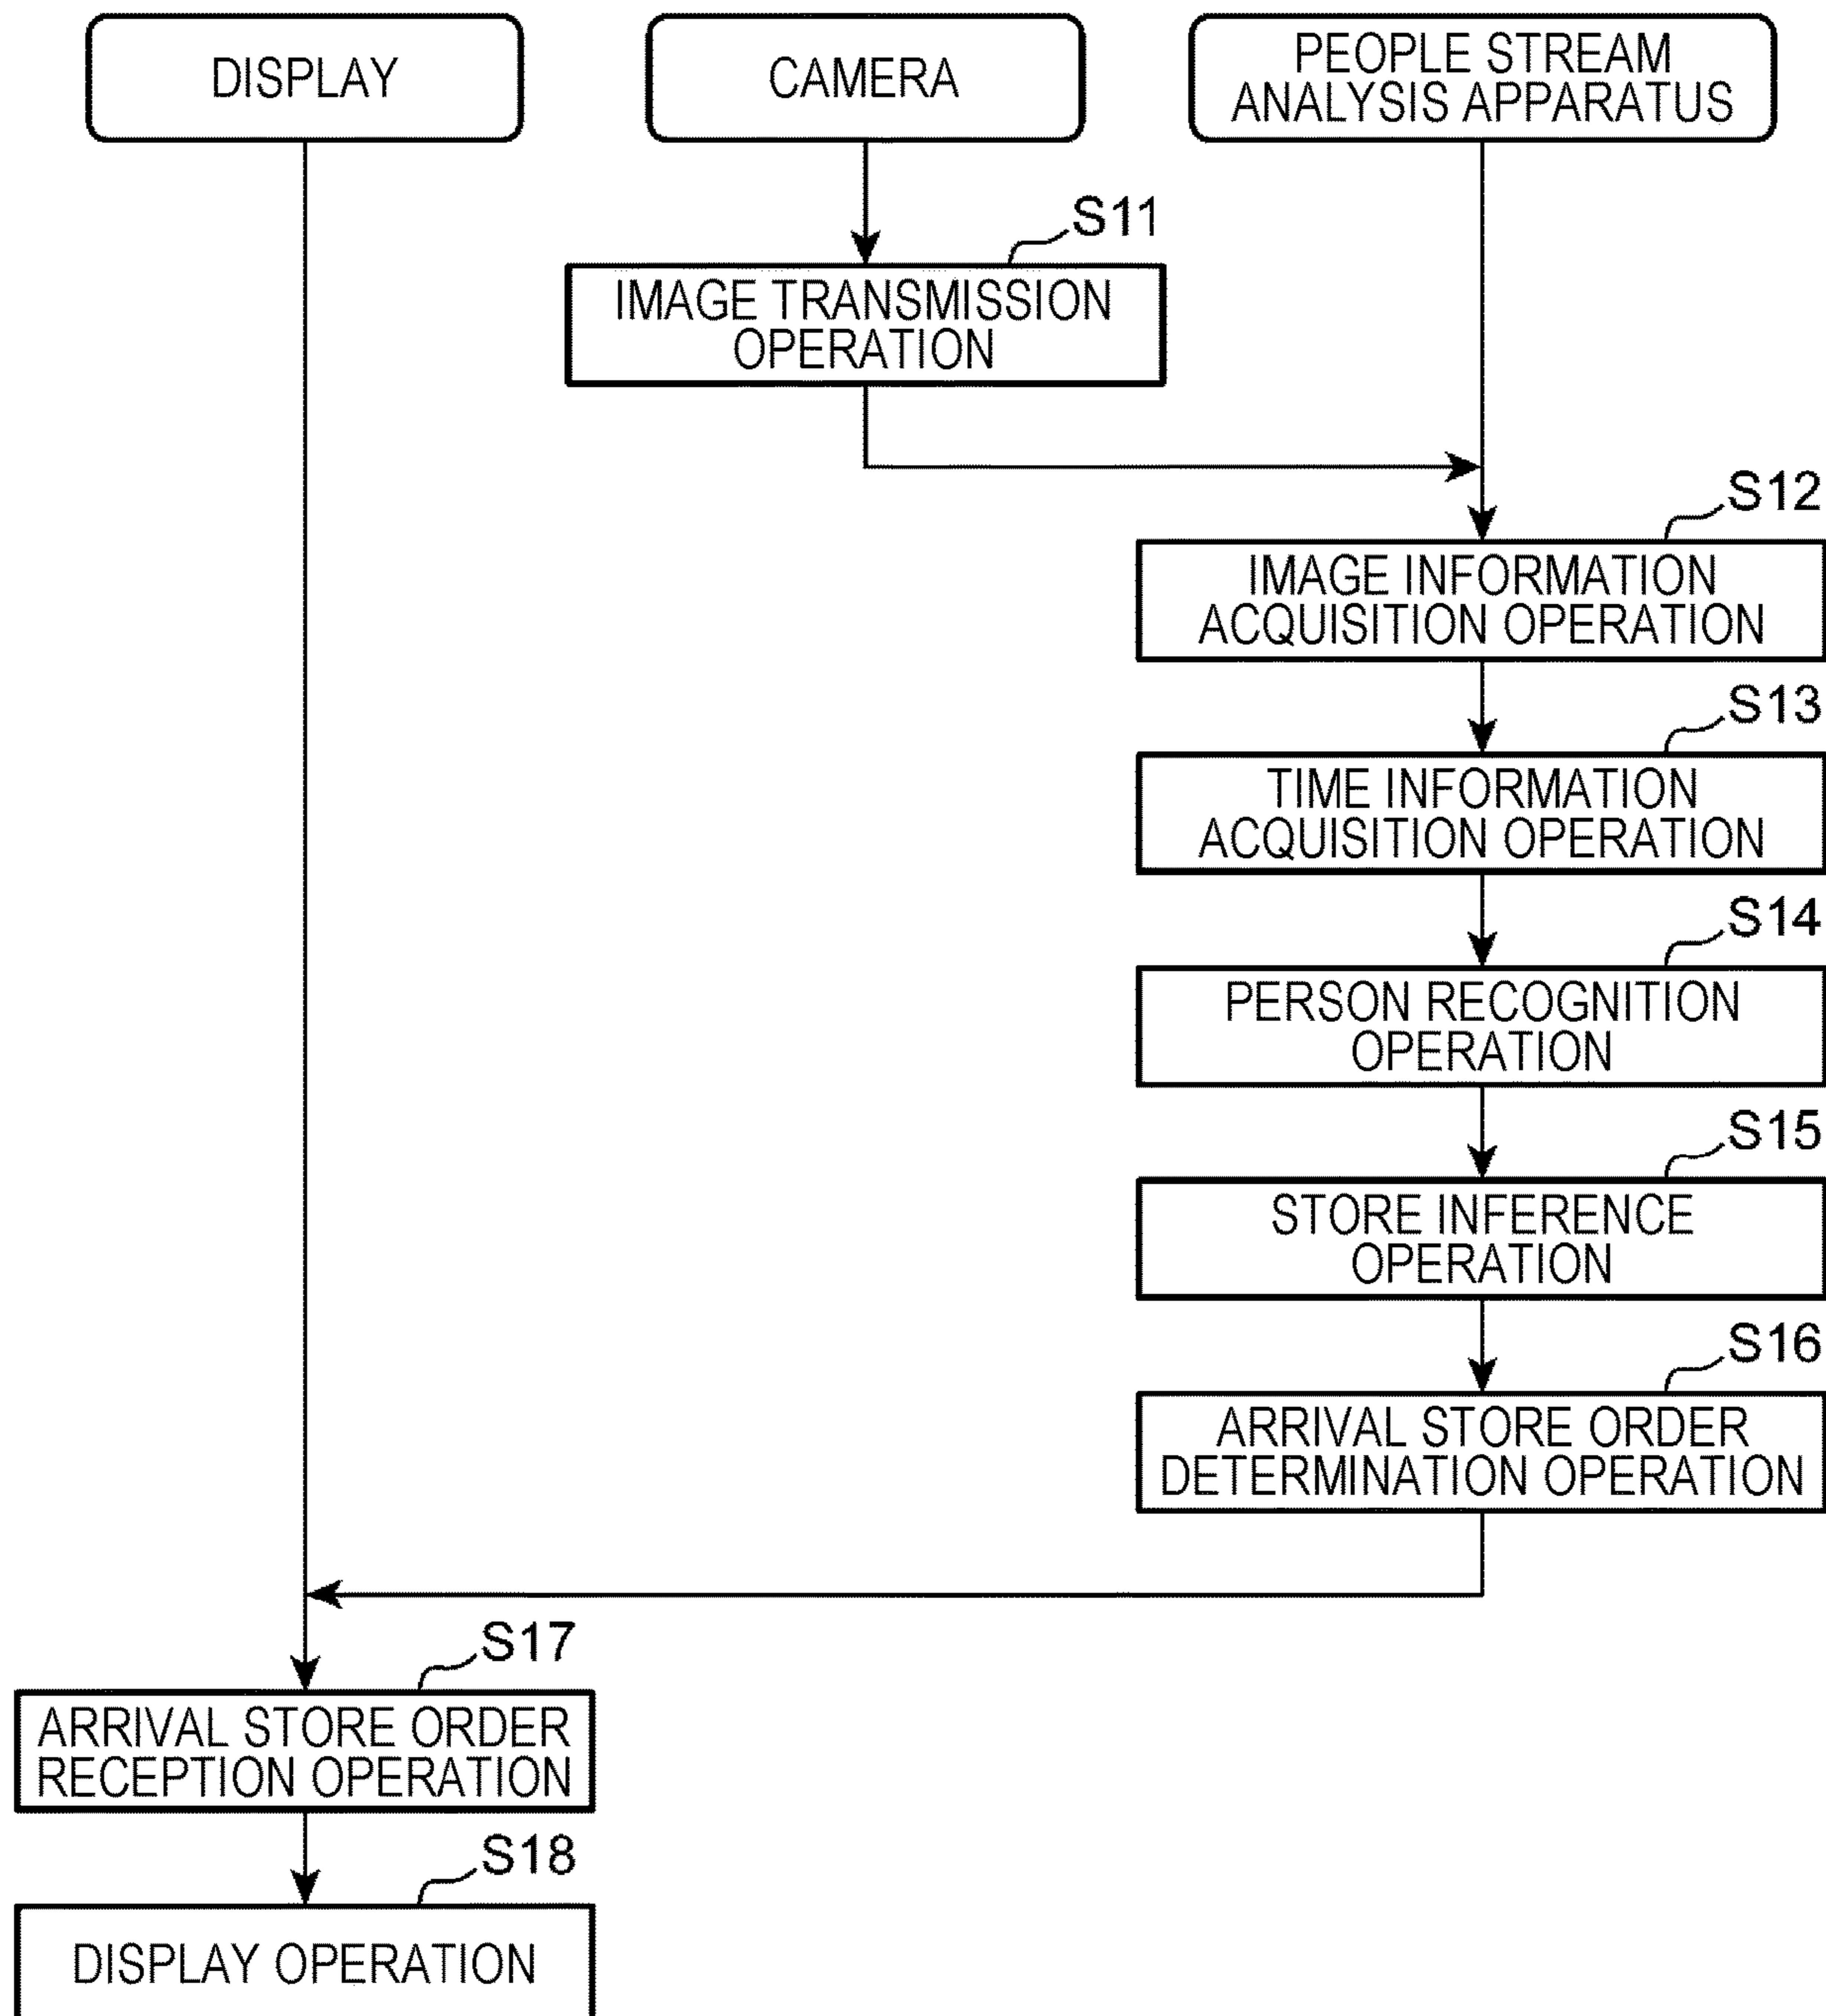 DISPLAY
CAMERA
PEOPLE STREAM
ANALYSIS APPARATUS
S11
IMAGE TRANSMISSION
OPERATION
S12
IMAGE INFORMATION
ACQUISITION OPERATION
S13
TIME INFORMATION
ACQUISITION OPERATION
S14
PERSON RECOGNITION
OPERATION
S15
STORE INFERENCE
OPERATION
S16
ARRIVAL STORE ORDER
DETERMINATION OPERATION
S17
ARRIVAL STORE ORDER
RECEPTION OPERATION
S18
DISPLAY OPERATION